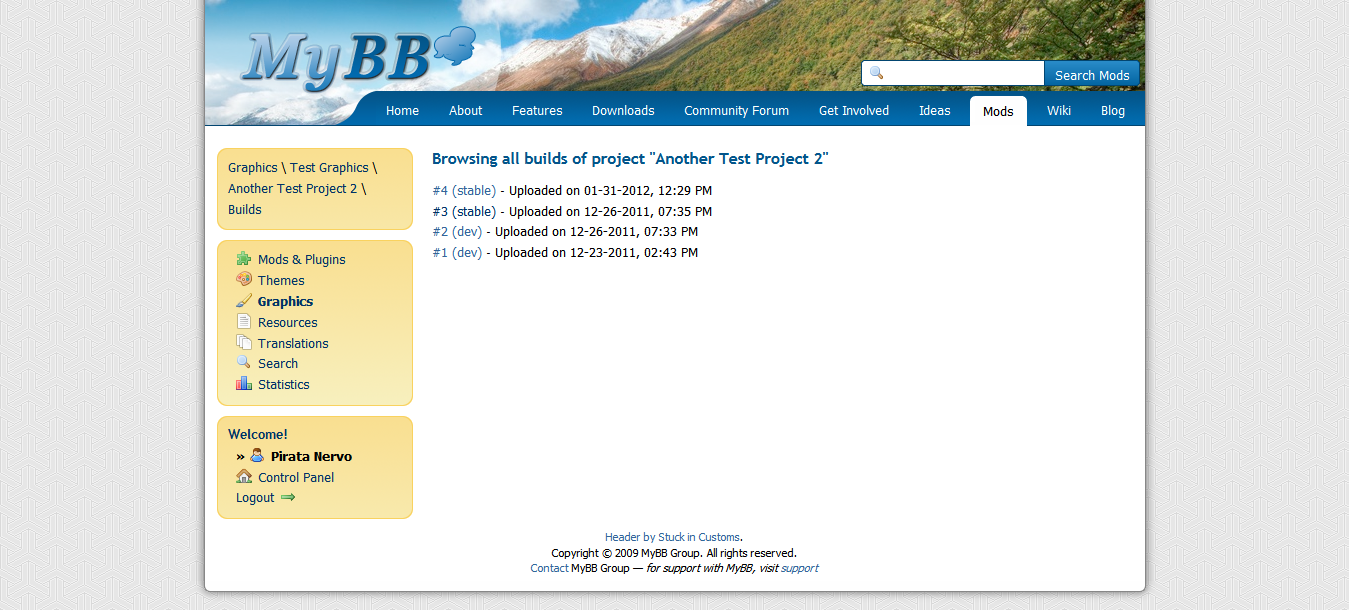 MyBB
Search Mods
Home About Features Downloads Community Forum Get Involved Ideas Mods Wiki Blog
Graphics \ Test Graphics \
Another Test Project 2 \
Builds
Mods & Plugins
Themes
Graphics
Resources
Translations
Search
Statistics
Welcome!
» Pirata Nervo
Control Panel
Logout
Browsing all builds of project "Another Test Project 2"
#4 (stable) - Uploaded on 01-31-2012, 12:29 PM
#3 (stable) - Uploaded on 12-26-2011, 07:35 PM
#2 (dev) - Uploaded on 12-26-2011, 07:33 PM
#1 (dev) - Uploaded on 12-23-2011, 02:43 PM
Header by Stuck in Customs.
Copyright © 2009 MyBB Group. All rights reserved.
Contact MyBB Group — for support with MyBB, visit support